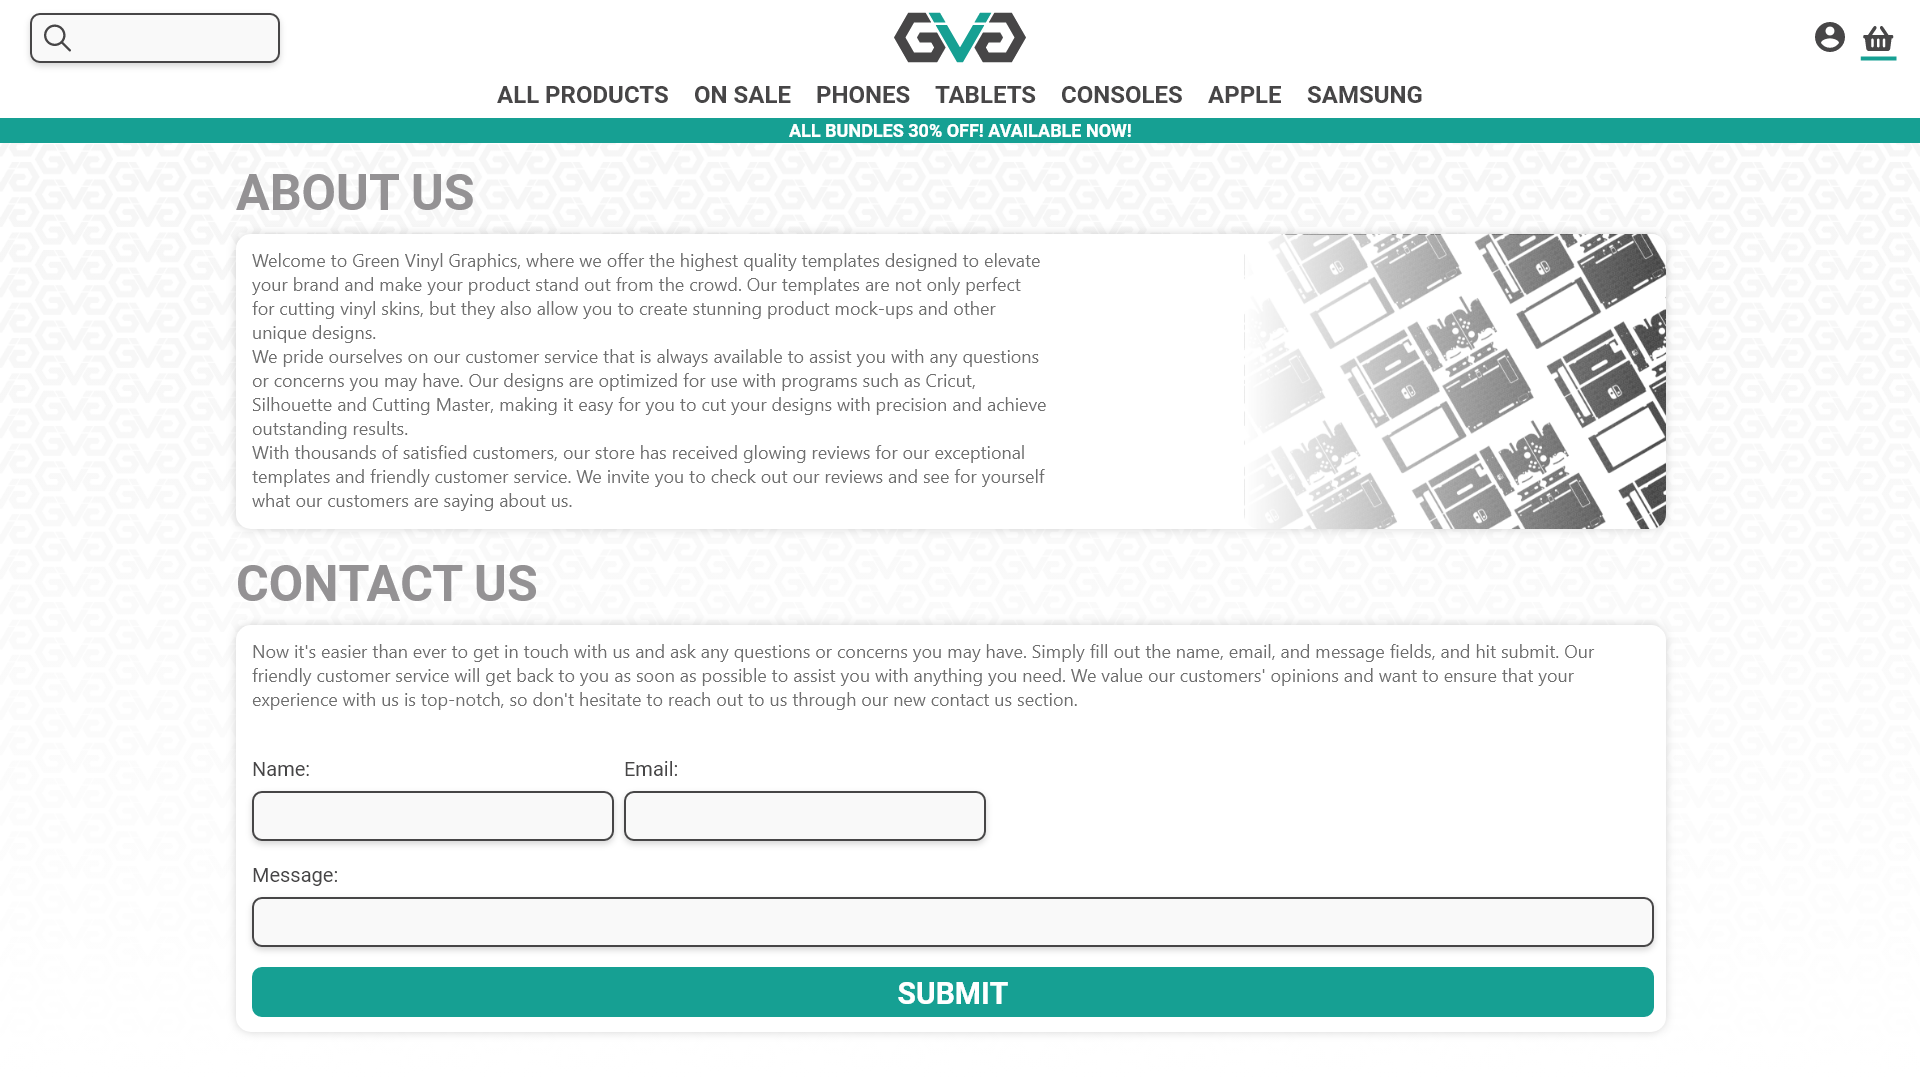 GVG
ALL PRODUCTS ON SALE PHONES TABLETS CONSOLES APPLE SAMSUNG
ALL BUNDLES 30% OFF! AVAILABLE NOW!
ABOUT US
Welcome to Green Vinyl Graphics, where we offer the highest quality templates designed to elevate
your brand and make your product stand out from the crowd. Our templates are not only perfect
for cutting vinyl skins, but they also allow you to create stunning product mock-ups and other
unique designs.
We pride ourselves on our customer service that is always available to assist you with any questions
or concerns you may have. Our designs are optimized for use with programs such as Cricut,
Silhouette and Cutting Master, making it easy for you to cut your designs with precision and achieve
outstanding results.
With thousands of satisfied customers, our store has received glowing reviews for our exceptional
templates and friendly customer service. We invite you to check out our reviews and see for yourself
what our customers are saying about us.
CONTACT US
Now it's easier than ever to get in touch with us and ask any questions or concerns you may have. Simply fill out the name, email, and message fields, and hit submit. Our
friendly customer service will get back to you as soon as possible to assist you with anything you need. We value our customers' opinions and want to ensure that your
experience with us is top-notch, so don't hesitate to reach out to us through our new contact us section.
Name: Email:
Message:
SUBMIT